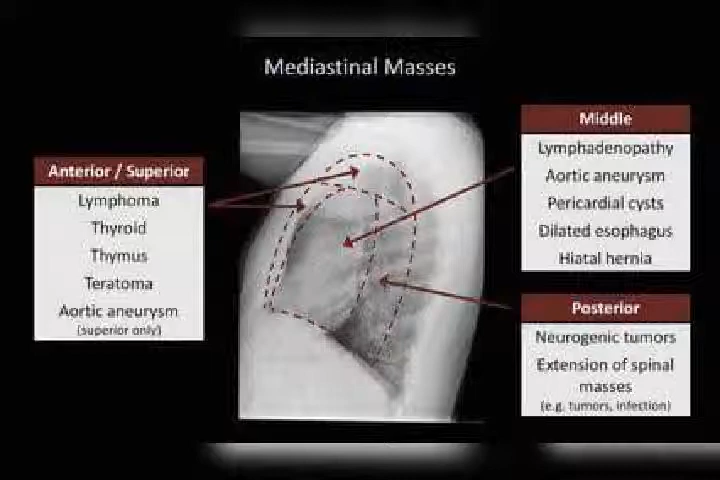 Mediastinal Masses
Anterior / Superior
Lymphoma
Thyroid
Thymus
Teratoma
Aortic aneurysm
(superior only)
Middle
Lymphadenopathy
Aortic aneurysm
Pericardial cysts
Dilated esophagus
Hiatal hernia
Posterior
Neurogenic tumors
Extension of spinal
masses
(e.g. tumors, infection)